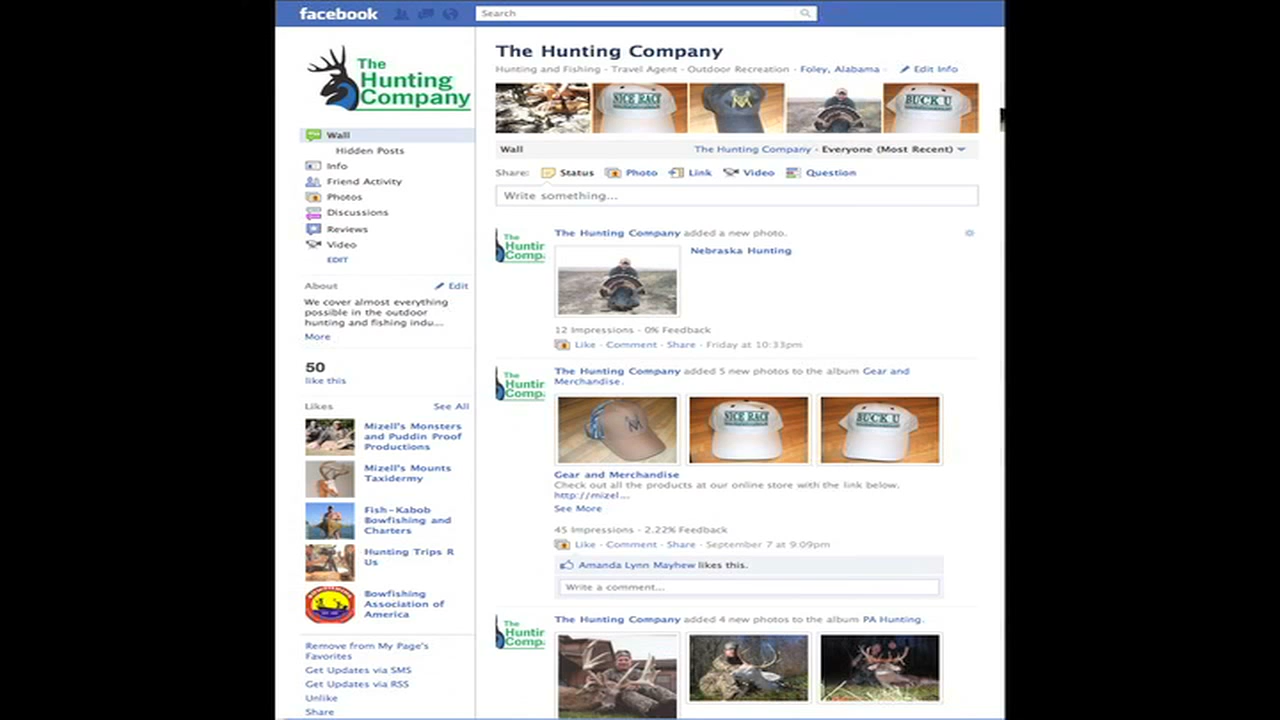 facebook
Search
The
Hunting
Company
The Hunting Company
Hunting and Fishing - Travel Agent - Outdoor Recreation - Foley, Alabama - Edit Info
NICE RACK
BUCK U
Wall
Hidden Posts
Info
Friend Activity
Photos
Discussions
Reviews
Video
EDIT
About
Edit
We cover almost everything
possible in the outdoor
hunting and fishing indu...
More
50
like this
Likes
See All
Mizell's Monsters
and Puddin Proof
Productions
Mizell's Mounts
Taxidermy
Fish-Kabob
Bowfishing and
Charters
Hunting Trips R
Us
Bowfishing
Association of
America
Remove from My Page's
Favorites
Get Updates via SMS
Get Updates via RSS
Unlike
Share
Wall
The Hunting Company - Everyone (Most Recent)
Share: Status Photo Link Video Question
Write something...
The
Huntin
Comp
The Hunting Company added a new photo.
Nebraska Hunting
12 Impressions - 0% Feedback
Like - Comment - Share - Friday at 10:33pm
The
Huntin
Comp
The Hunting Company added 5 new photos to the album Gear and
Merchandise.
NICE RACK
BUCK U
Gear and Merchandise
Check out all the products at our online store with the link below.
http://mizel...
See More
45 Impressions - 2.22% Feedback
Like - Comment - Share - September 7 at 9:09pm
Amanda Lynn Mayhew likes this.
Write a comment...
The
Huntin
Comp
The Hunting Company added 4 new photos to the album PA Hunting.